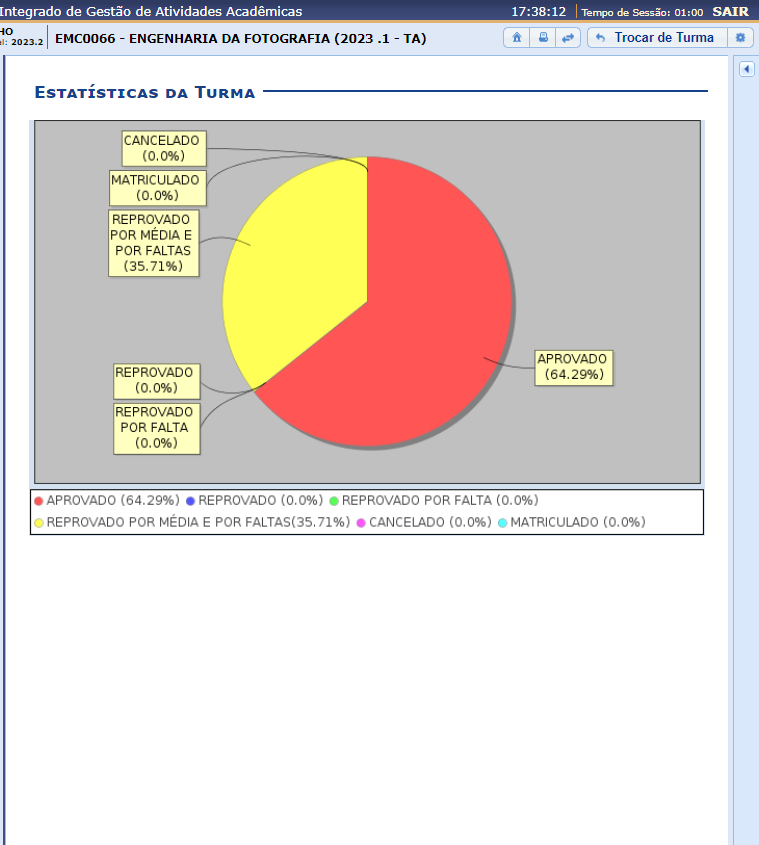 Integrado de Gestão de Atividades Acadêmicas 17:38:12 Tempo de Sessão: 01:00 SAIR
HO
el: 2023.2
EMC0066 - ENGENHARIA DA FOTOGRAFIA (2023 .1 - TA) Trocar de Turma
Estatísticas da Turma
CANCELADO
(0.0%)
MATRICULADO
(0.0%)
REPROVADO
POR MÉDIA E
POR FALTAS
(35.71%)
APROVADO
(64.29%)
REPROVADO
(0.0%)
REPROVADO
POR FALTA
(0.0%)
APROVADO (64.29%) REPROVADO (0.0%) REPROVADO POR FALTA (0.0%)
REPROVADO POR MÉDIA E POR FALTAS(35.71%) CANCELADO (0.0%) MATRICULADO (0.0%)